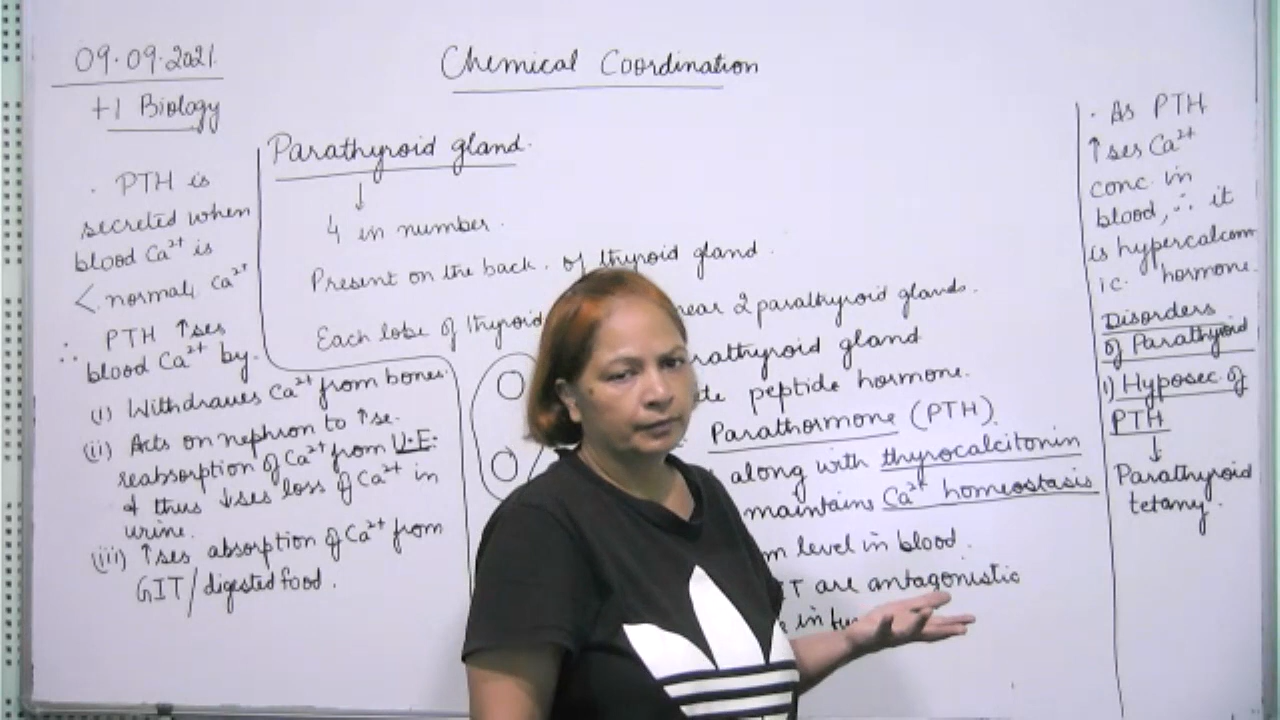 09.09.2021.
Chemical Coordination
+1 Biology
Parathyroid gland.
↓
4 in number.
Present on the back. of thyroid gland.
Each lobe of thyroid near 2 parathyroid glands.
parathyroid gland
peptide hormone.
Parathormone (PTH).
along with thyrocalcitonin
maintains Ca²⁺ homeostasis
level in blood.
are antagonistic
in
. PTH is
secreted when
blood Ca²⁺ is
< normal, Ca²⁺
∴ PTH ↑ses
blood Ca²⁺ by.
(i) Withdraws Ca²⁺ from bones.
(ii) Acts on nephron to ↑se.
reabsorption of Ca²⁺ from U.E.
& thus ↓ses loss of Ca²⁺ in
urine.
(iii) ↑ses absorption of Ca²⁺ from
GIT/digested food.
. As PTH
↑ses Ca²⁺
conc. in
blood, ∴ it
is hypercalcem
ic. hormone.
Disorders
of Parathyroid
1) Hyposec. of
PTH
↓
Parathyroid
tetany.